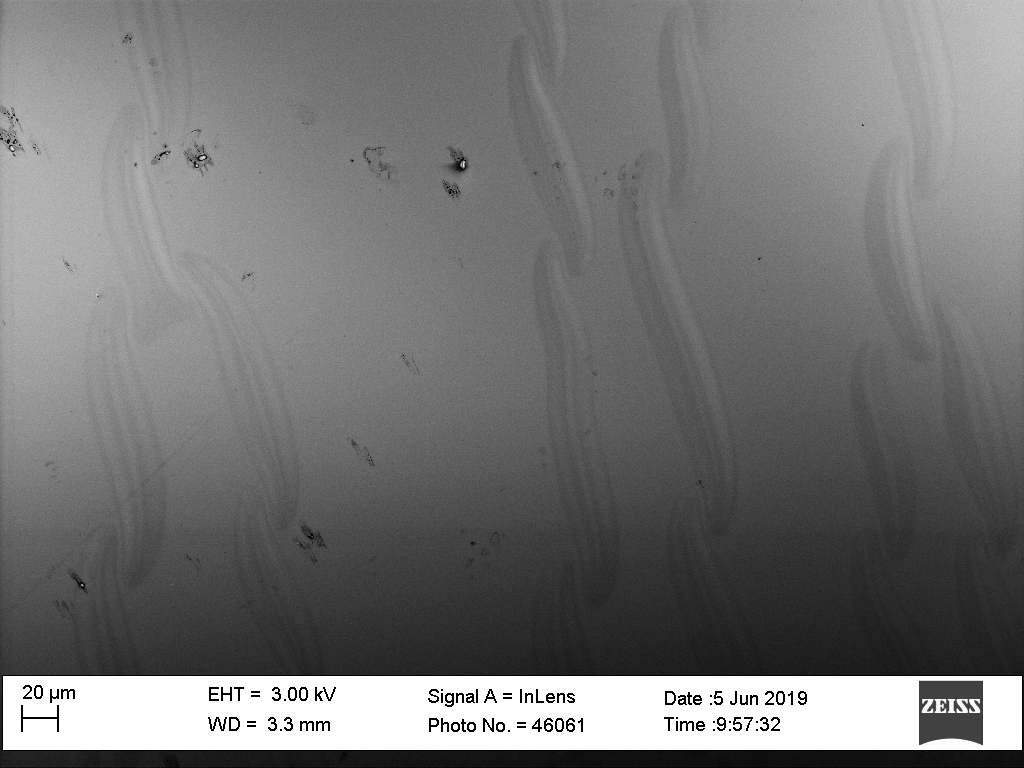 20 µm
EHT = 3.00 kV
WD = 3.3 mm
Signal A = InLens
Photo No. = 46061
Date :5 Jun 2019
Time :9:57:32
ZEISS